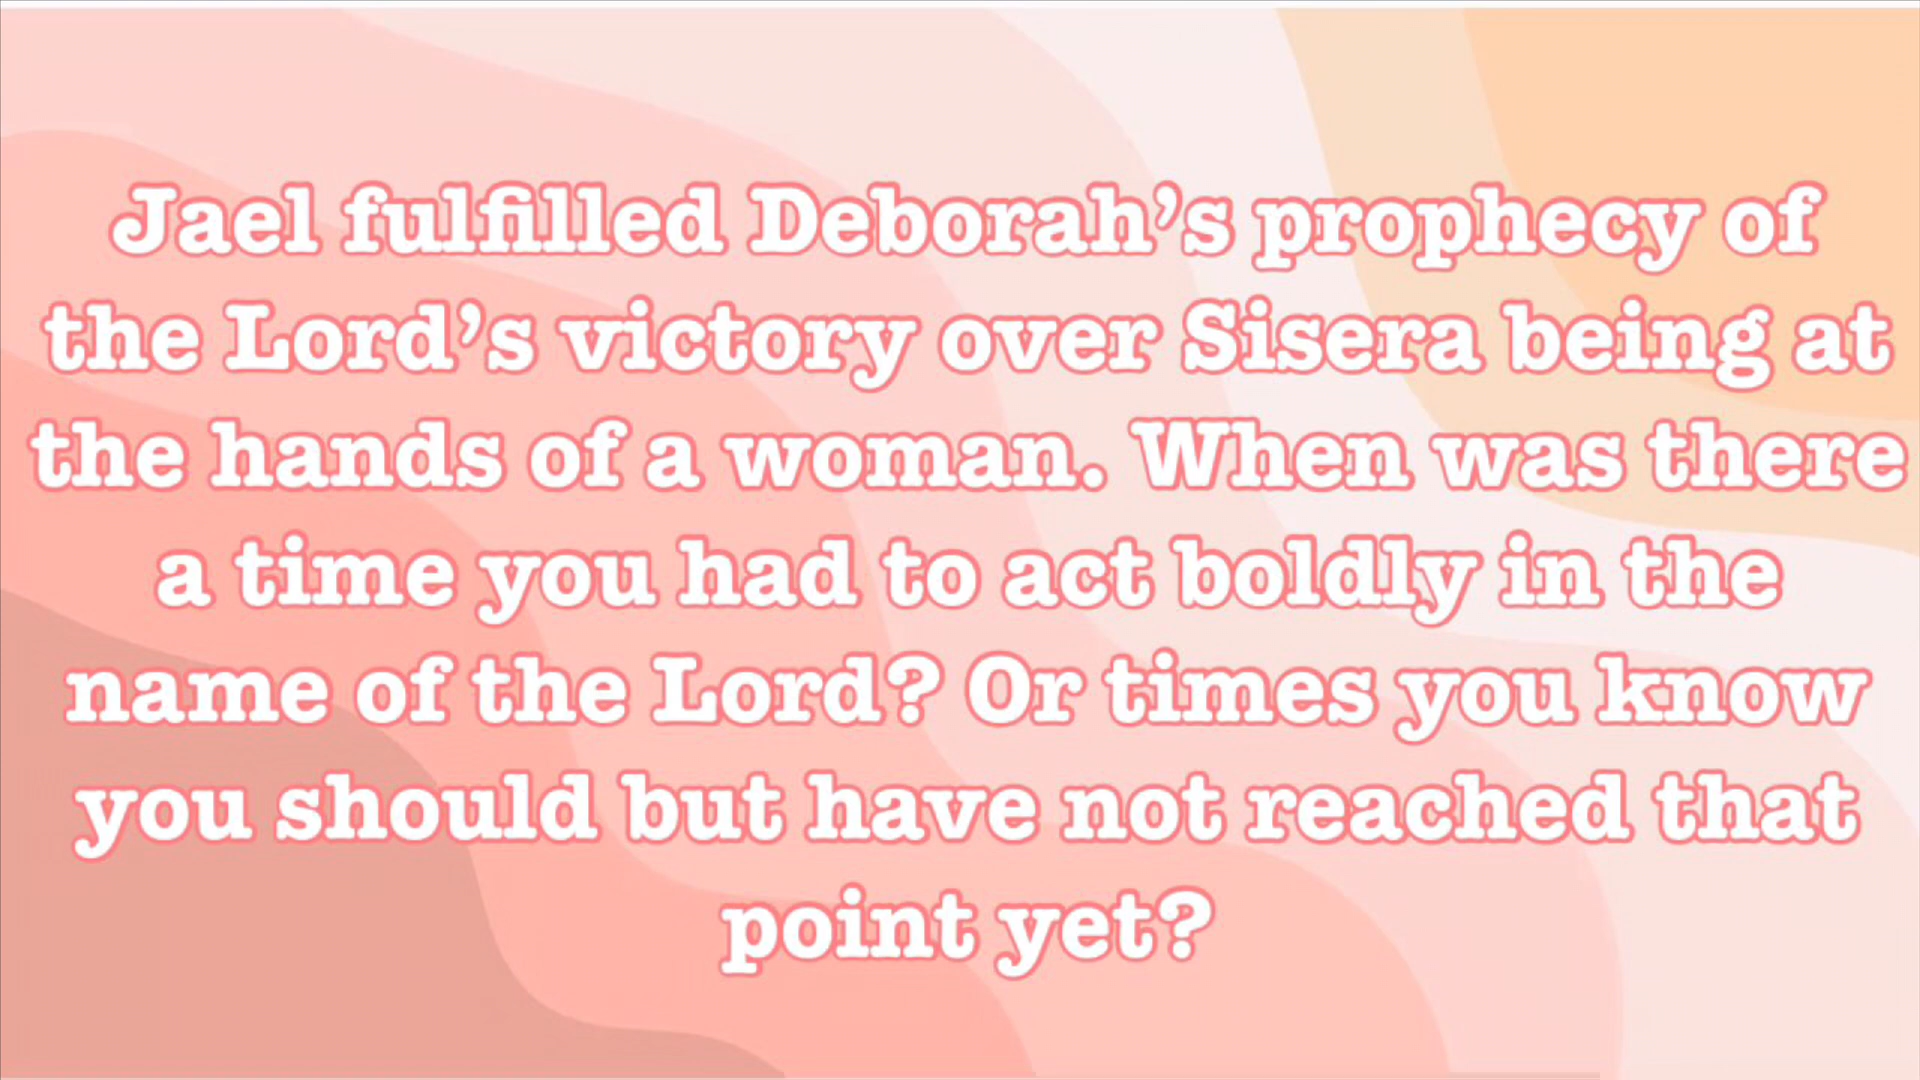 Jael fulfilled Deborah’s prophecy of
the Lord’s victory over Sisera being at
the hands of a woman. When was there
a time you had to act boldly in the
name of the Lord? Or times you know
you should but have not reached that
point yet?